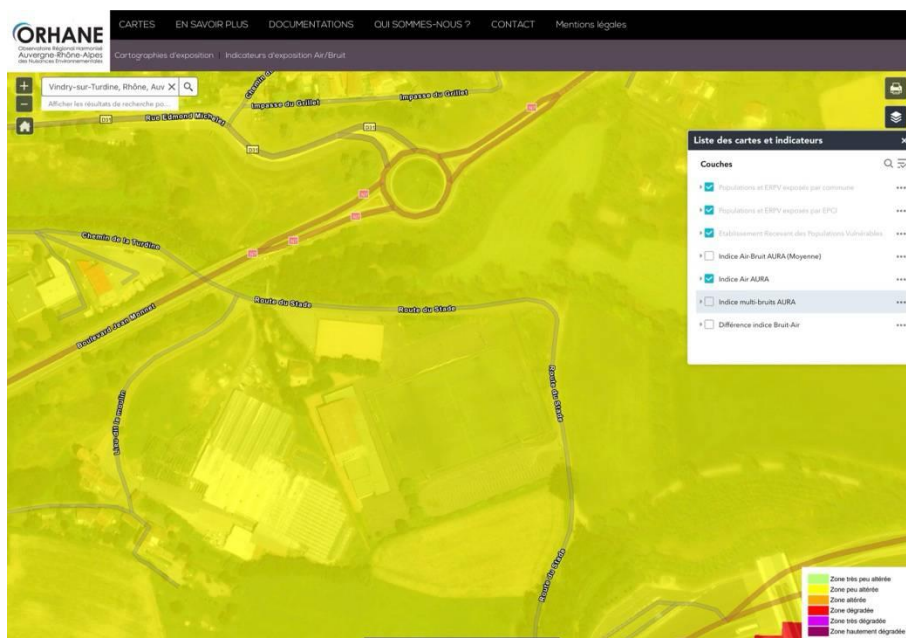 ORHANE
Observatoire Régional Harmonisé
Auvergne-Rhône-Alpes
des Nuisances Environnementales
CARTES EN SAVOIR PLUS DOCUMENTATIONS QUI SOMMES-NOUS ? CONTACT Mentions légales
Cartographies d'exposition | Indicateurs d'exposition Air/Bruit
+
−
Vindry-sur-Turdine, Rhône, Auv ×
Afficher les résultats de recherche po...
Chemin du
Impasse du Grillet
Impasse du Grillet
Rue Edmond Michelet
Chemin de la Turdine
Boulevard Jean Monnet
Route du Stade
Route du Stade
Route du Stade
Route du Stade
Lieu-dit le moulin
Liste des cartes et indicateurs
Couches
Populations et ERPV exposés par commune
Populations et ERPV exposés par EPCI
Etablissement Recevant des Populations Vulnérables
Indice Air-Bruit AURA (Moyenne)
Indice Air AURA
Indice multi-bruits AURA
Différence indice Bruit-Air
Zone très peu altérée
Zone peu altérée
Zone altérée
Zone dégradée
Zone très dégradée
Zone hautement dégradée